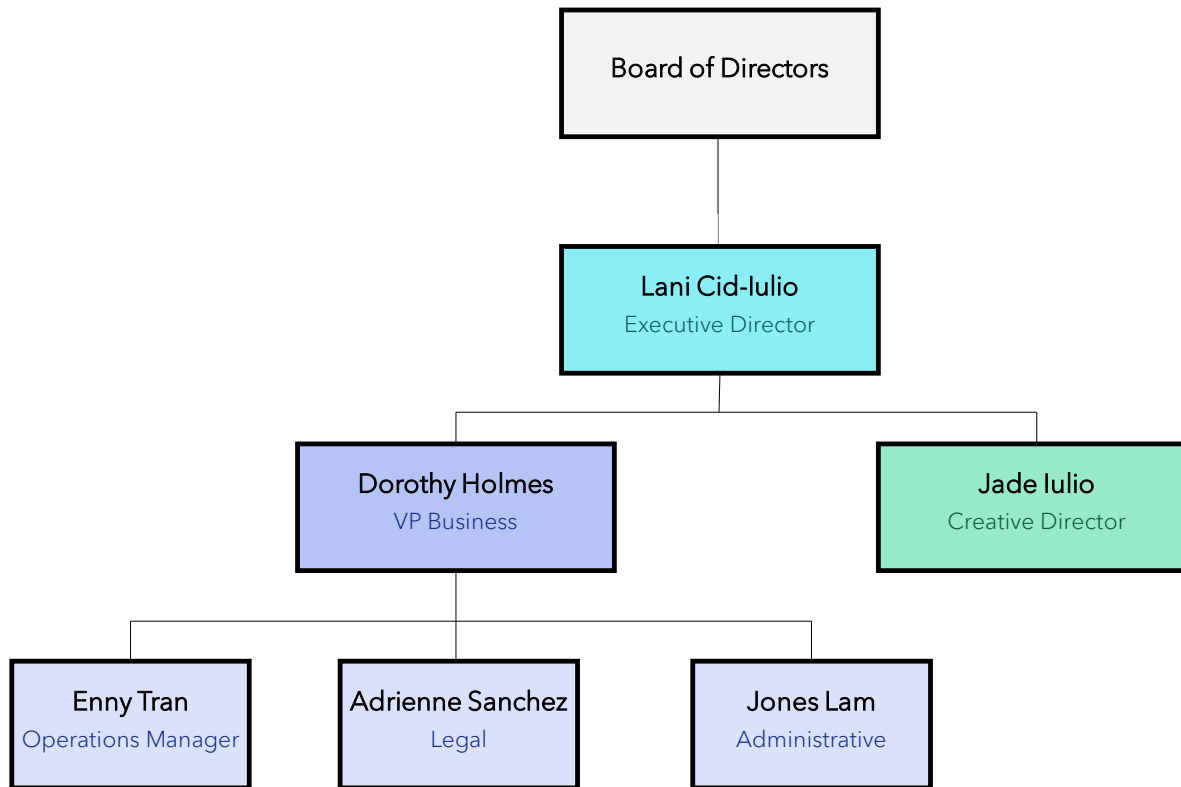 Board of Directors
Lani Cid-Iulio
Executive Director
Dorothy Holmes
VP Business
Jade Iulio
Creative Director
Enny Tran
Operations Manager
Adrienne Sanchez
Legal
Jones Lam
Administrative